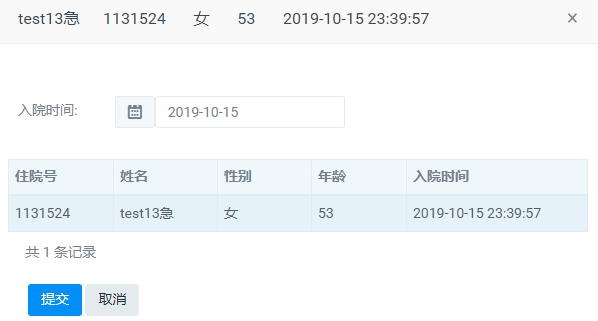 test13急 1131524 女 53 2019-10-15 23:39:57 ×
入院时间: 2019-10-15
住院号 姓名 性别 年龄 入院时间
1131524 test13急 女 53 2019-10-15 23:39:57
共 1 条记录
提交 取消